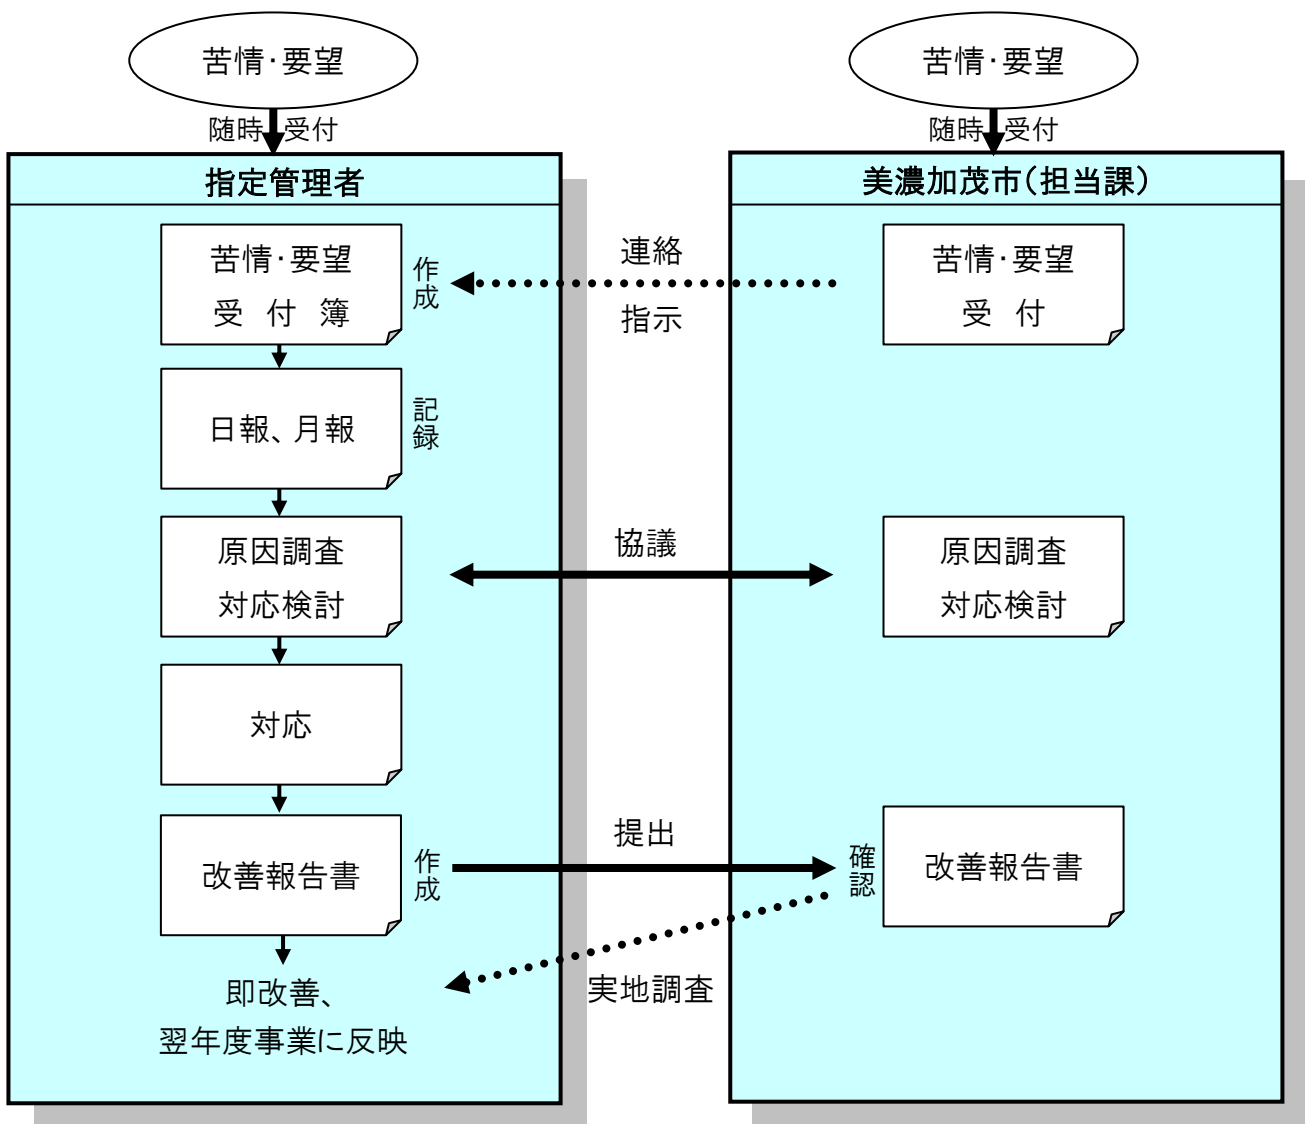 苦情・要望
随時 受付
指定管理者
苦情・要望
受 付 簿
作成
日報、月報
記録
原因調査
対応検討
対応
改善報告書
作成
即改善、
翌年度事業に反映
連絡
指示
協議
提出
実地調査
苦情・要望
随時 受付
美濃加茂市(担当課)
苦情・要望
受 付
原因調査
対応検討
確認
改善報告書